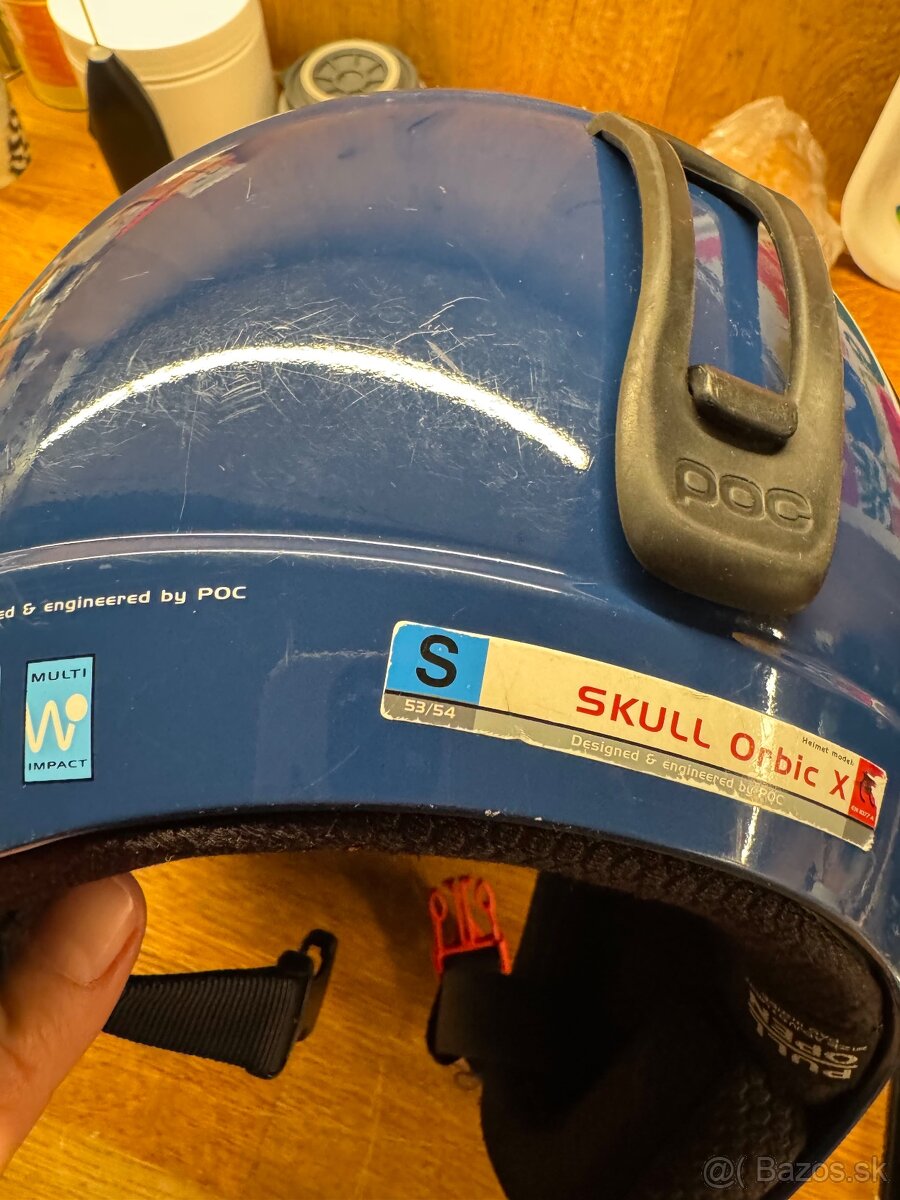 poc
ed & engineered by POC
MULTI
IMPACT
S
53/54
SKULL Orbic X
Helmet model:
Designed & engineered by POC
PULL
OPEN
@( Bazos.sk